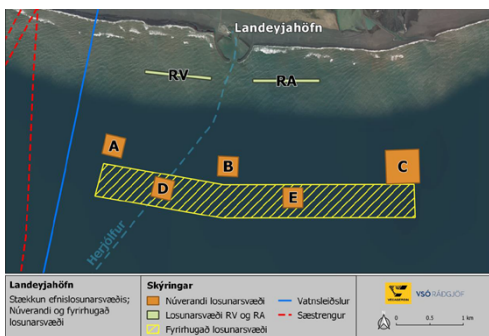 Landeyjahöfn
RV
RA
A
B
C
D
E
Herjólfur
Landeyjahöfn
Stækkun efnislosunarsvæðis;
Núverandi og fyrirhugað
losunarsvæði
Skýringar
Núverandi losunarsvæði
Losunarsvæði RV og RA
Fyrirhugað losunarsvæði
Vatnsleiðslur
Sæstrengur
VSÓ RÁÐGJÖF
0
0.5
1 km